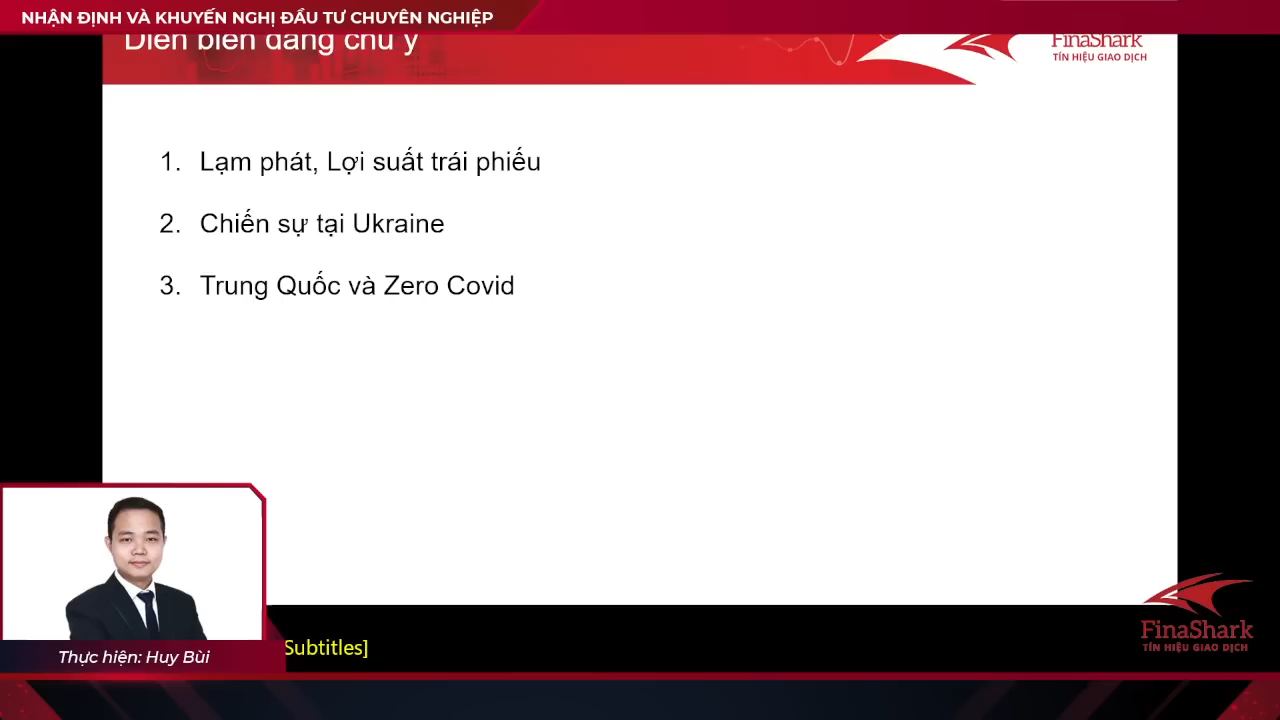 NHẬN ĐỊNH VÀ KHUYẾN NGHỊ ĐẦU TƯ CHUYÊN NGHIỆP
Diễn biến đáng chú ý
FinaShark
TÍN HIỆU GIAO DỊCH
1. Lạm phát, Lợi suất trái phiếu
2. Chiến sự tại Ukraine
3. Trung Quốc và Zero Covid
Subtitles]
Thực hiện: Huy Bùi
FinaShark
TÍN HIỆU GIAO DỊCH